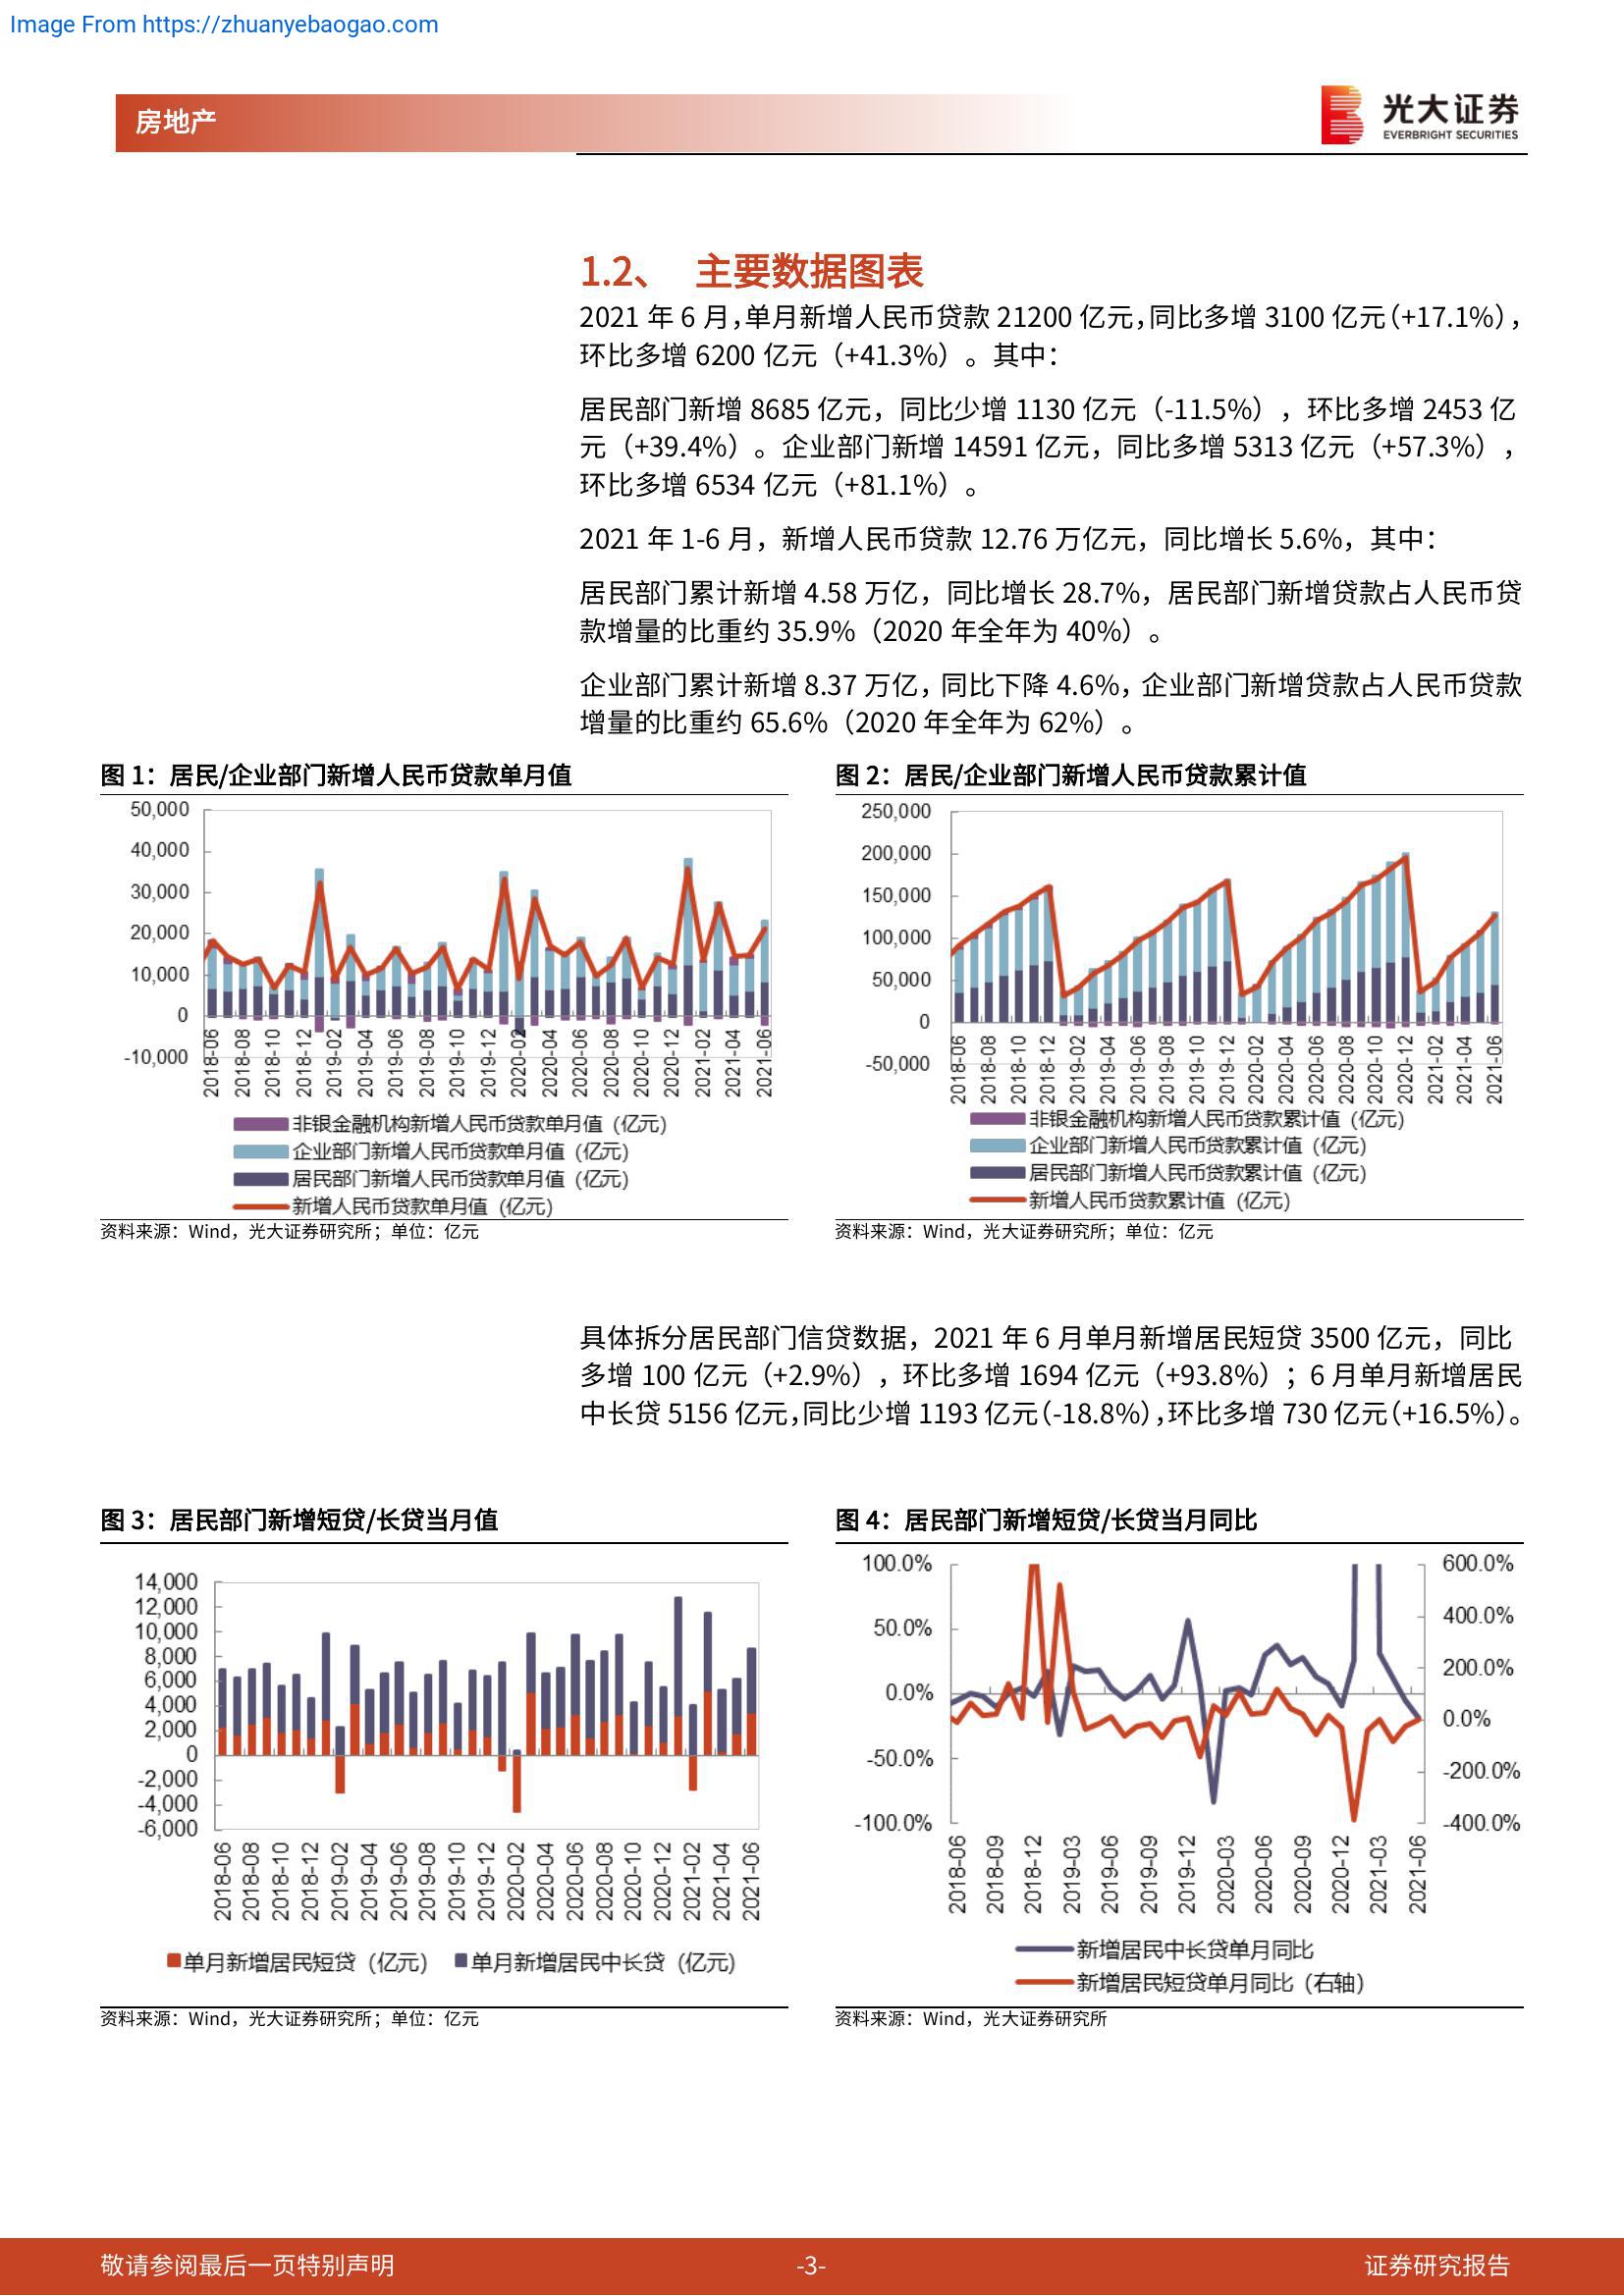 Image From https://zhuanyebaogao.com
房地产
光大证券
EVERBRIGHT SECURITIES
1.2、 主要数据图表
2021 年 6 月，单月新增人民币贷款 21200 亿元，同比多增 3100 亿元（+17.1%），
环比多增 6200 亿元（+41.3%）。其中：
居民部门新增 8685 亿元，同比少增 1130 亿元（-11.5%），环比多增 2453 亿
元（+39.4%）。企业部门新增 14591 亿元，同比多增 5313 亿元（+57.3%），
环比多增 6534 亿元（+81.1%）。
2021 年 1-6 月，新增人民币贷款 12.76 万亿元，同比增长 5.6%，其中：
居民部门累计新增 4.58 万亿，同比增长 28.7%，居民部门新增贷款占人民币贷
款增量的比重约 35.9%（2020 年全年为 40%）。
企业部门累计新增 8.37 万亿，同比下降 4.6%，企业部门新增贷款占人民币贷款
增量的比重约 65.6%（2020 年全年为 62%）。
图 1：居民/企业部门新增人民币贷款单月值
50,000
40,000
30,000
20,000
10,000
0
-10,000
2018-06
2018-08
2018-10
2018-12
2019-02
2019-04
2019-06
2019-08
2019-10
2019-12
2020-02
2020-04
2020-06
2020-08
2020-10
2020-12
2021-02
2021-04
2021-06
非银金融机构新增人民币贷款单月值（亿元）
企业部门新增人民币贷款单月值（亿元）
居民部门新增人民币贷款单月值（亿元）
新增人民币贷款单月值（亿元）
资料来源：Wind，光大证券研究所；单位：亿元
图 2：居民/企业部门新增人民币贷款累计值
250,000
200,000
150,000
100,000
50,000
0
-50,000
2018-06
2018-08
2018-10
2018-12
2019-02
2019-04
2019-06
2019-08
2019-10
2019-12
2020-02
2020-04
2020-06
2020-08
2020-10
2020-12
2021-02
2021-04
2021-06
非银金融机构新增人民币贷款累计值（亿元）
企业部门新增人民币贷款累计值（亿元）
居民部门新增人民币贷款累计值（亿元）
新增人民币贷款累计值（亿元）
资料来源：Wind，光大证券研究所；单位：亿元
具体拆分居民部门信贷数据，2021 年 6 月单月新增居民短贷 3500 亿元，同比
多增 100 亿元（+2.9%），环比多增 1694 亿元（+93.8%）；6 月单月新增居民
中长贷 5156 亿元，同比少增 1193 亿元（-18.8%），环比多增 730 亿元（+16.5%）。
图 3：居民部门新增短贷/长贷当月值
14,000
12,000
10,000
8,000
6,000
4,000
2,000
0
-2,000
-4,000
-6,000
2018-06
2018-08
2018-10
2018-12
2019-02
2019-04
2019-06
2019-08
2019-10
2019-12
2020-02
2020-04
2020-06
2020-08
2020-10
2020-12
2021-02
2021-04
2021-06
单月新增居民短贷（亿元） 单月新增居民中长贷（亿元）
资料来源：Wind，光大证券研究所；单位：亿元
图 4：居民部门新增短贷/长贷当月同比
100.0%
50.0%
0.0%
-50.0%
-100.0%
600.0%
400.0%
200.0%
0.0%
-200.0%
-400.0%
2018-06
2018-09
2018-12
2019-03
2019-06
2019-09
2019-12
2020-03
2020-06
2020-09
2020-12
2021-03
2021-06
新增居民中长贷单月同比
新增居民短贷单月同比（右轴）
资料来源：Wind，光大证券研究所
敬请参阅最后一页特别声明 -3- 证券研究报告